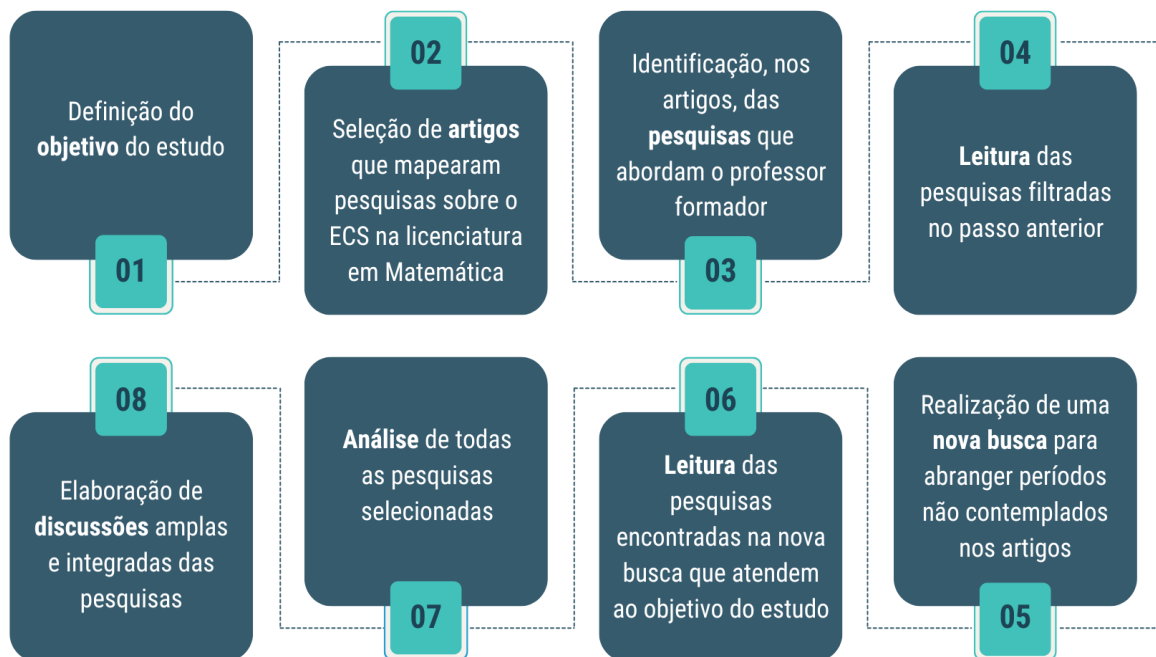 Definição do
objetivo do estudo
01
02
Seleção de artigos
que mapearam
pesquisas sobre o
ECS na licenciatura
em Matemática
Identificação, nos
artigos, das
pesquisas que
abordam o professor
formador
03
04
Leitura das
pesquisas filtradas
no passo anterior
Realização de uma
nova busca para
abranger períodos
não contemplados
nos artigos
05
06
Leitura das
pesquisas
encontradas na nova
busca que atendem
ao objetivo do estudo
Análise de todas
as pesquisas
selecionadas
07
08
Elaboração de
discussões amplas
e integradas das
pesquisas